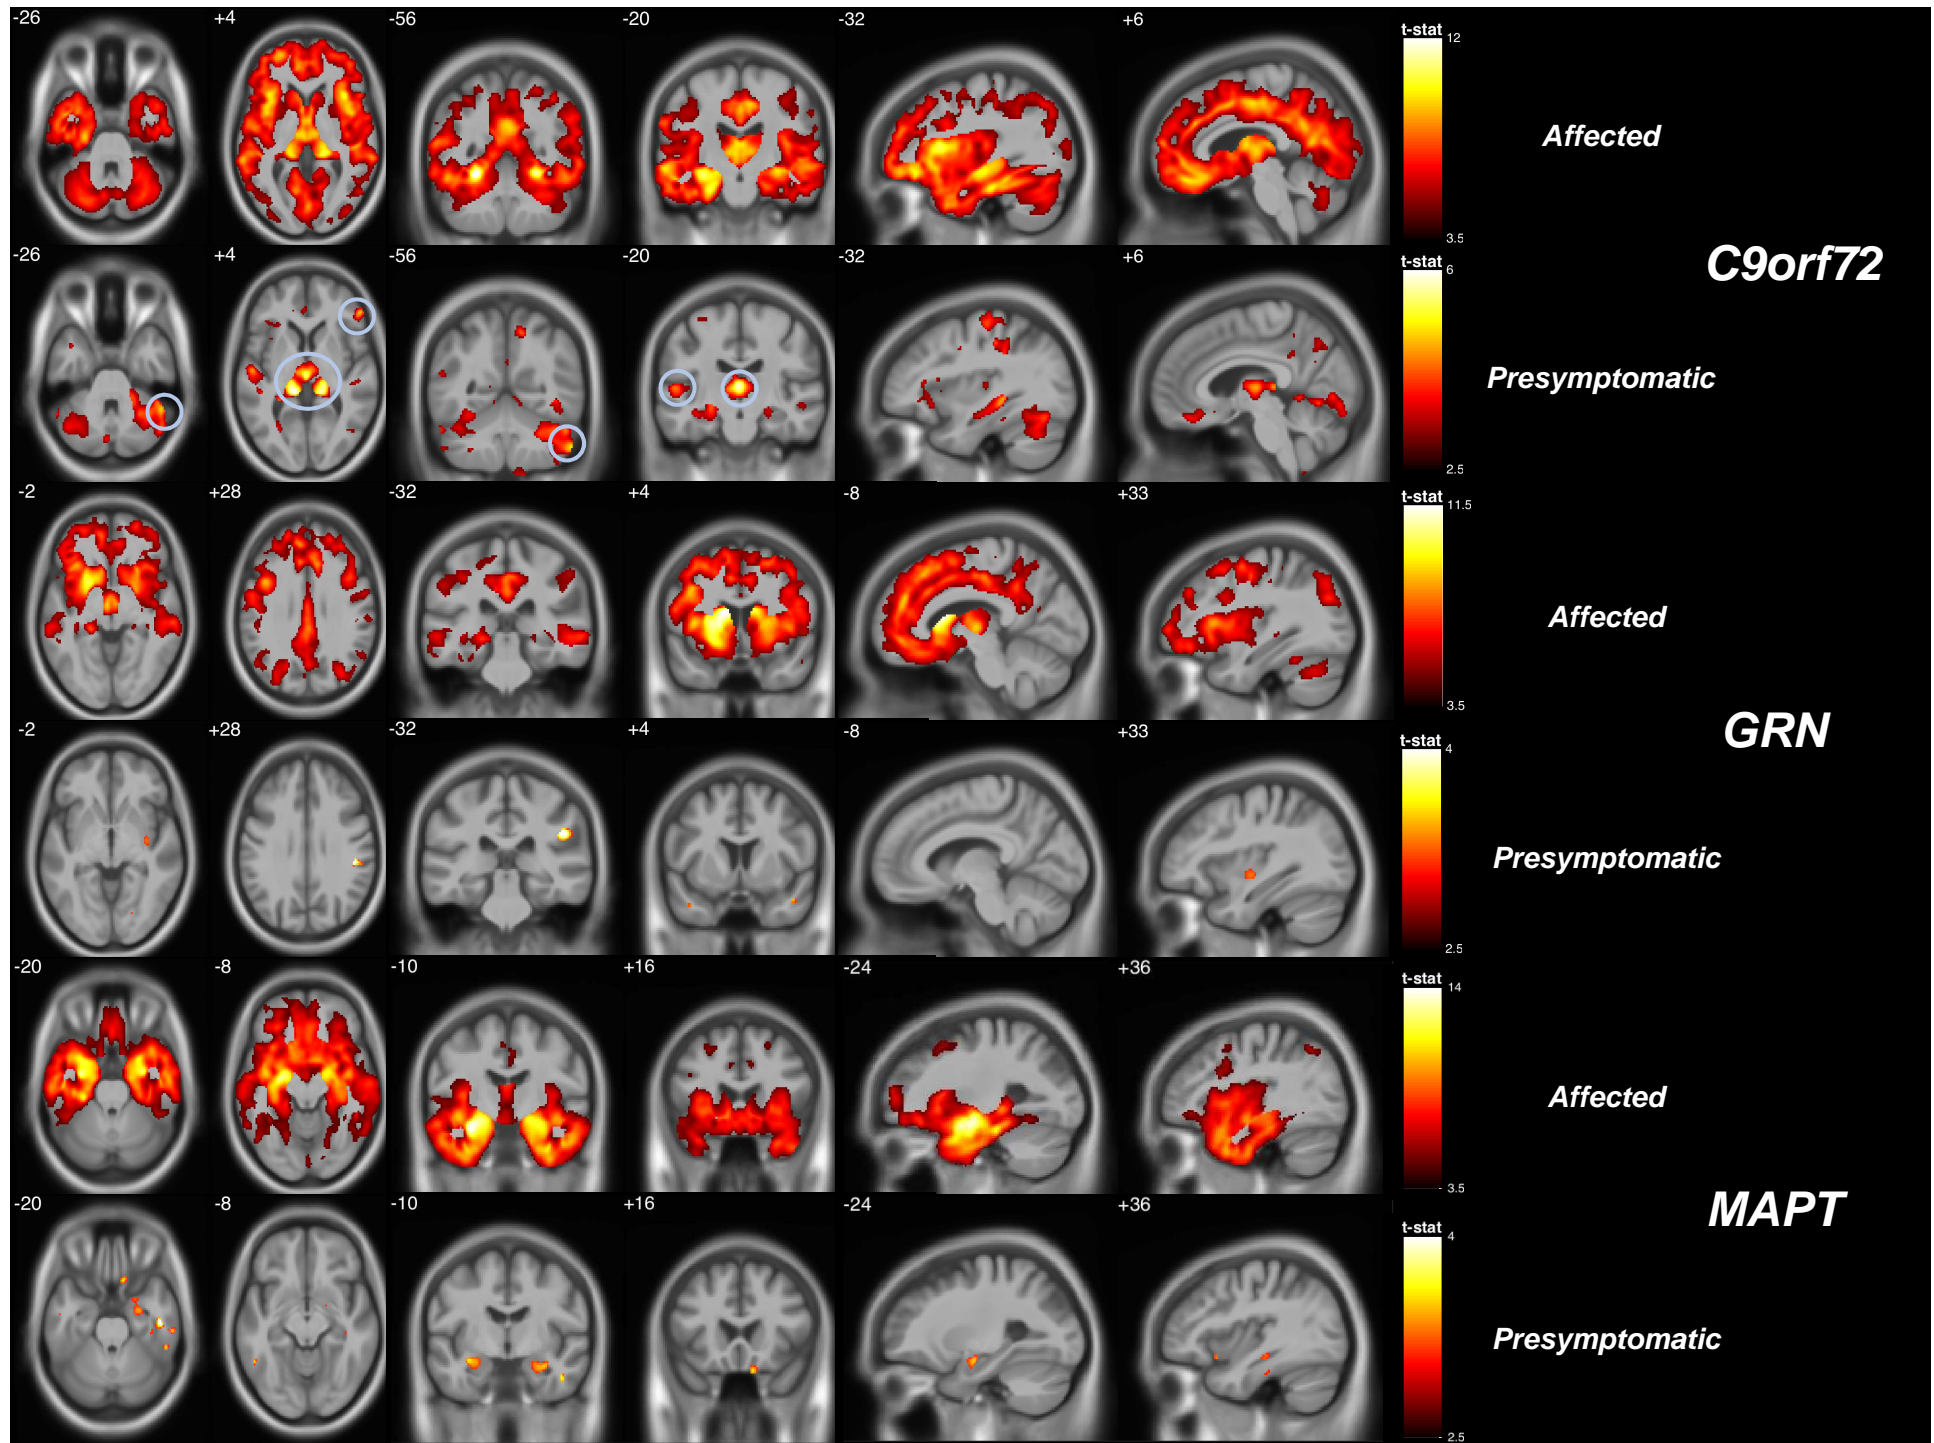 -26 +4 -56 -20 -32 +6 t-stat 12
Affected
3.5
C9orf72
-26 +4 -56 -20 -32 +6 t-stat 6
Presymptomatic
2.5
-2 +28 -32 +4 -8 +33 t-stat 11.5
Affected
3.5
GRN
-2 +28 -32 +4 -8 +33 t-stat 4
Presymptomatic
2.5
-20 -8 -10 +16 -24 +36 t-stat 14
Affected
3.5
MAPT
-20 -8 -10 +16 -24 +36 t-stat 4
Presymptomatic
2.5